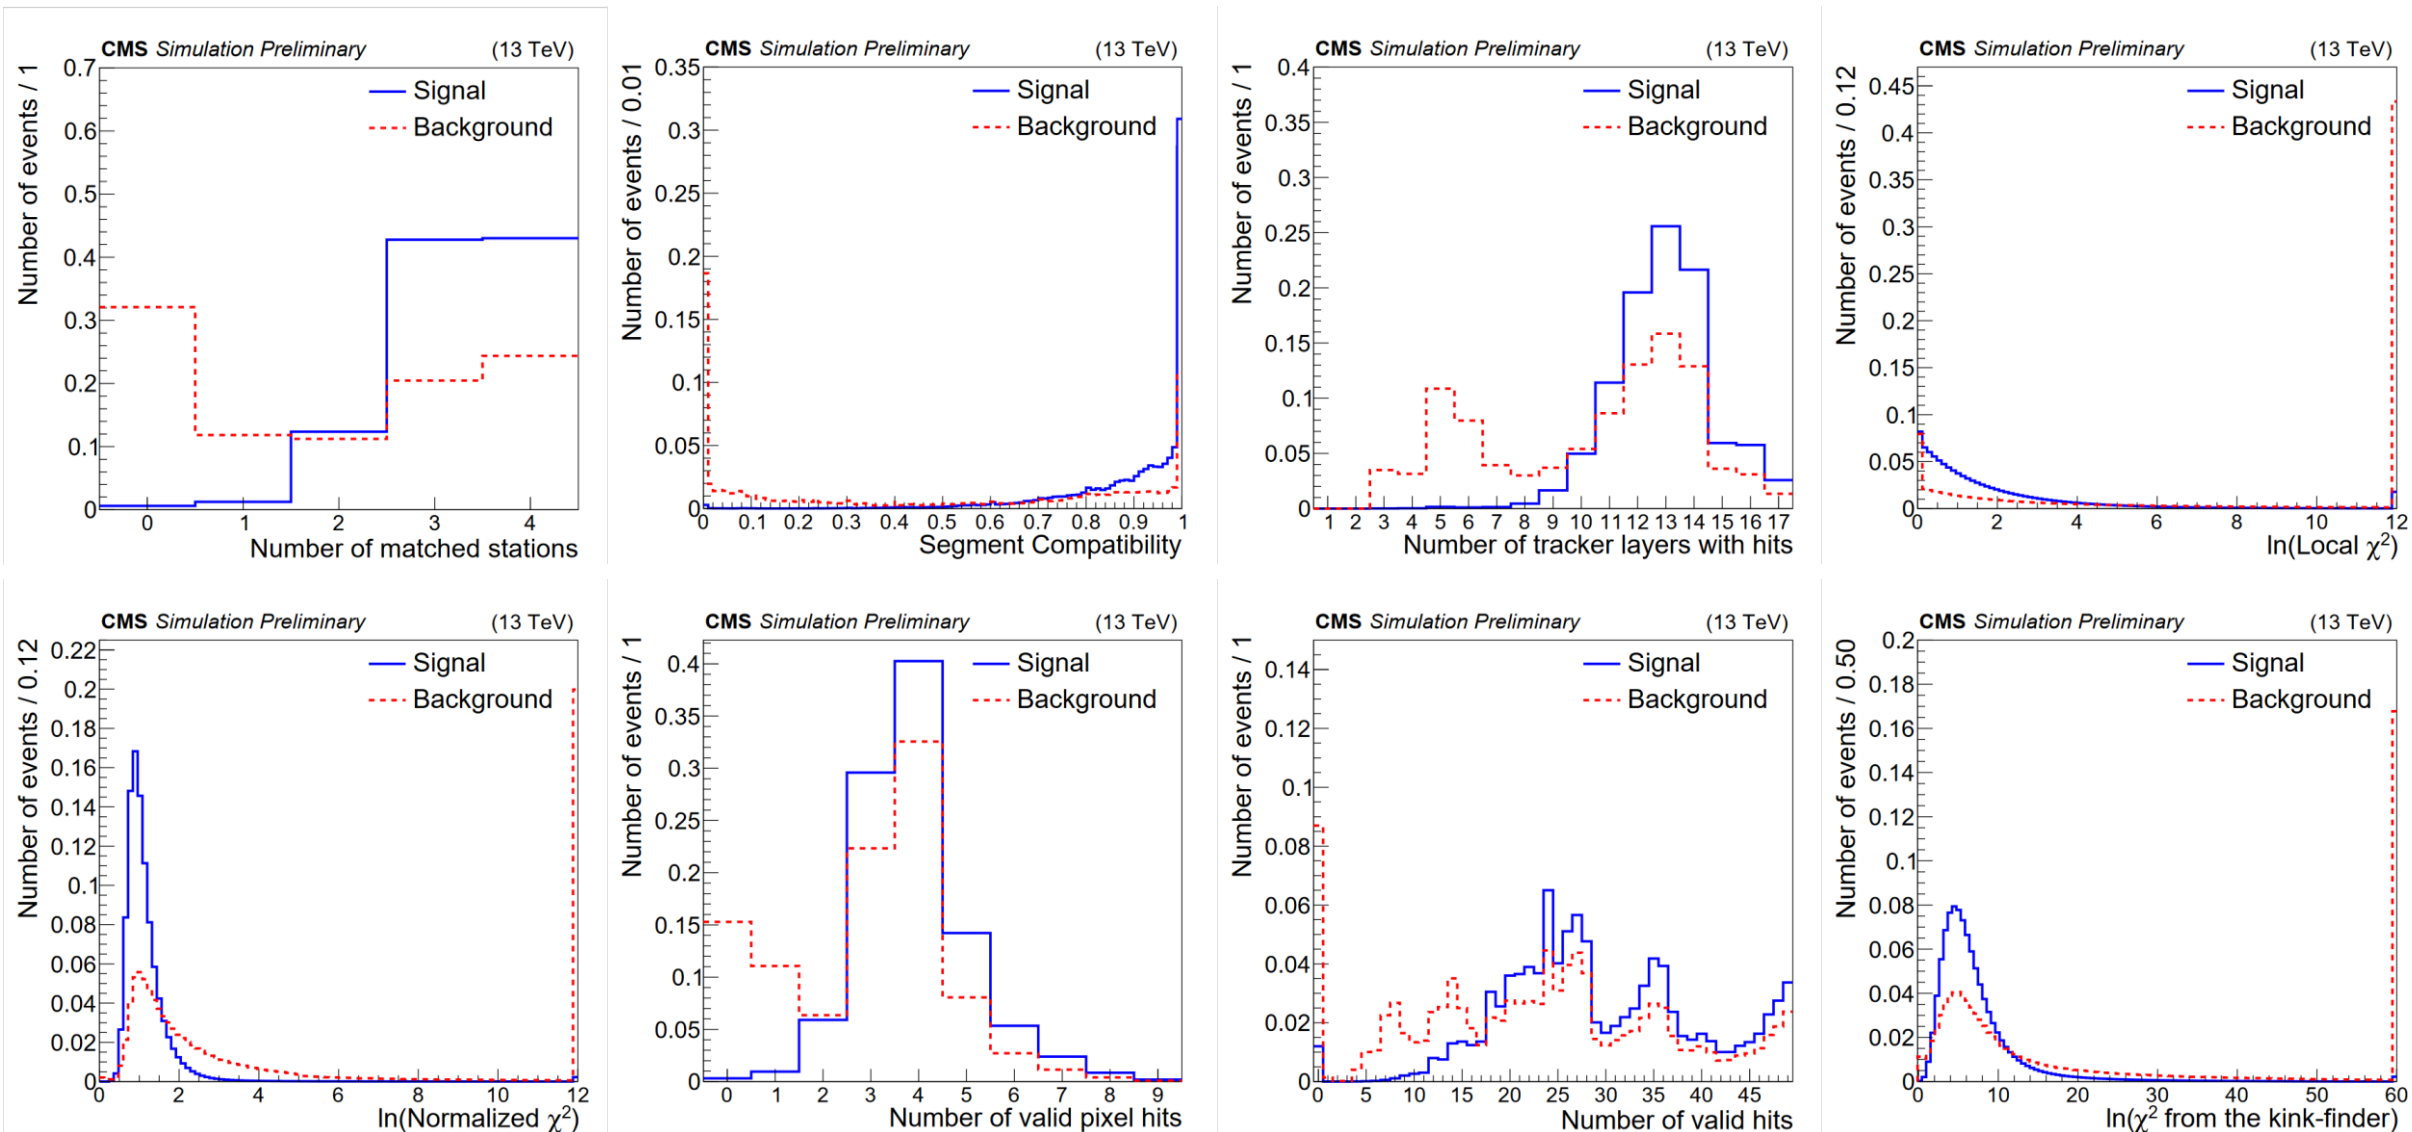 CMS Simulation Preliminary (13 TeV)
Number of events / 1
0.7
0.6
0.5
0.4
0.3
0.2
0.1
0
Signal
Background
0 1 2 3 4
Number of matched stations
CMS Simulation Preliminary (13 TeV)
Number of events / 0.01
0.35
0.3
0.25
0.2
0.15
0.1
0.05
0
Signal
Background
0 0.1 0.2 0.3 0.4 0.5 0.6 0.7 0.8 0.9 1
Segment Compatibility
CMS Simulation Preliminary (13 TeV)
Number of events / 1
0.4
0.35
0.3
0.25
0.2
0.15
0.1
0.05
0
Signal
Background
1 2 3 4 5 6 7 8 9 10 11 12 13 14 15 16 17
Number of tracker layers with hits
CMS Simulation Preliminary (13 TeV)
Number of events / 0.12
0.45
0.4
0.35
0.3
0.25
0.2
0.15
0.1
0.05
0
Signal
Background
0 2 4 6 8 10 12
ln(Local χ²)
CMS Simulation Preliminary (13 TeV)
Number of events / 0.12
0.22
0.2
0.18
0.16
0.14
0.12
0.1
0.08
0.06
0.04
0.02
0
Signal
Background
0 2 4 6 8 10 12
ln(Normalized χ²)
CMS Simulation Preliminary (13 TeV)
Number of events / 1
0.4
0.35
0.3
0.25
0.2
0.15
0.1
0.05
0
Signal
Background
0 1 2 3 4 5 6 7 8 9
Number of valid pixel hits
CMS Simulation Preliminary (13 TeV)
Number of events / 1
0.14
0.12
0.1
0.08
0.06
0.04
0.02
0
Signal
Background
0 5 10 15 20 25 30 35 40 45
Number of valid hits
CMS Simulation Preliminary (13 TeV)
Number of events / 0.50
0.2
0.18
0.16
0.14
0.12
0.1
0.08
0.06
0.04
0.02
0
Signal
Background
0 10 20 30 40 50 60
ln(χ² from the kink-finder)